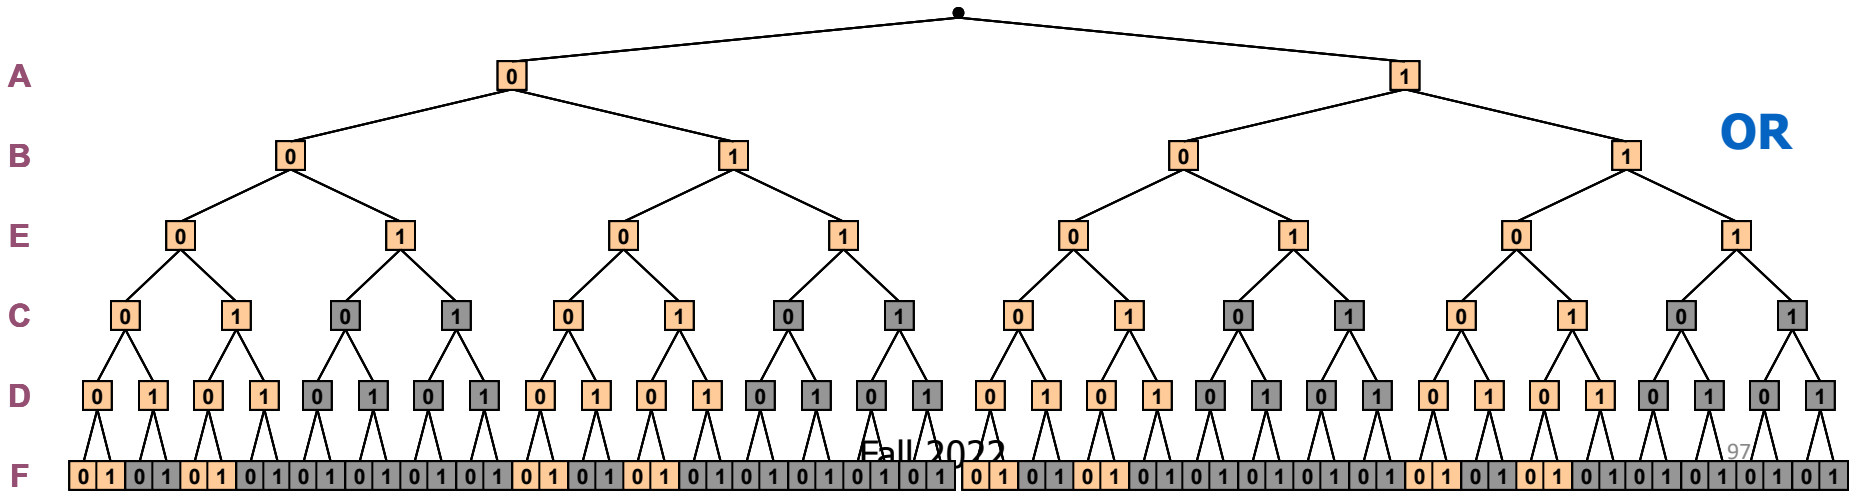 A 0 1
OR
B 0 1 0 1
E 0 1 0 1 0 1 0 1
C 0 1 0 1 0 1 0 1 0 1 0 1 0 1 0 1
D 0 1 0 1 0 1 0 1 0 1 0 1 0 1 0 1 0 1 0 1 0 1 0 1 0 1 0 1 0 1 0 1
Fall 2022
97
F 0 1 0 1 0 1 0 1 0 1 0 1 0 1 0 1 0 1 0 1 0 1 0 1 0 1 0 1 0 1 0 1 0 1 0 1 0 1 0 1 0 1 0 1 0 1 0 1 0 1 0 1 0 1 0 1 0 1 0 1 0 1 0 1